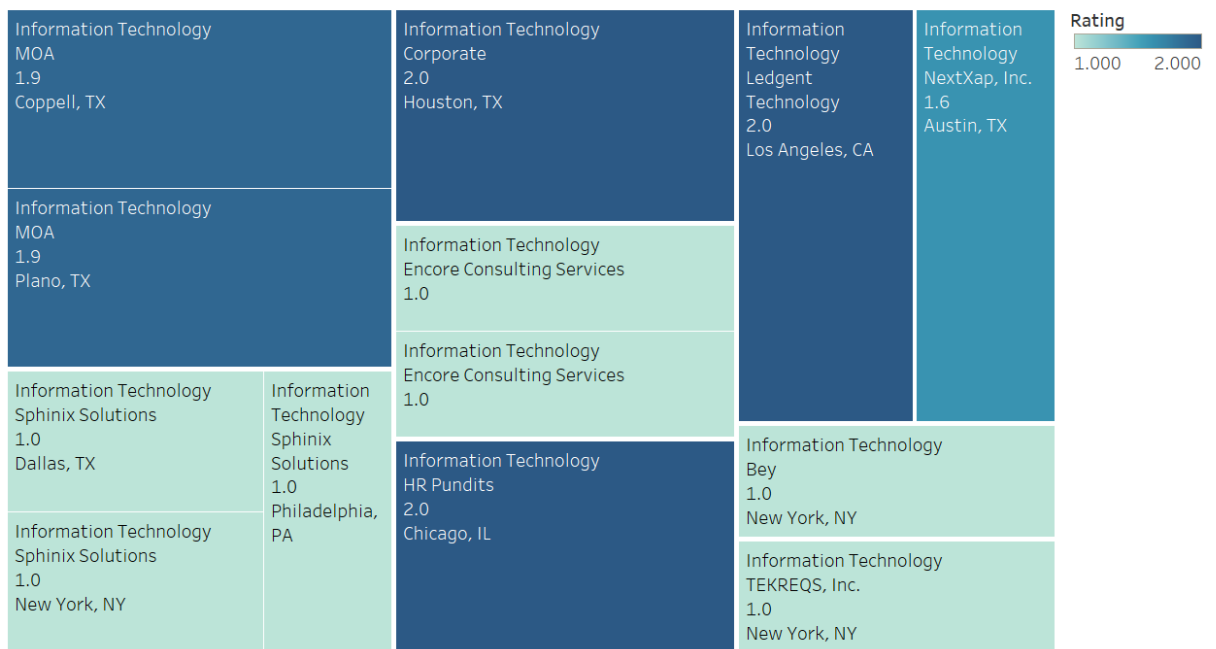 Information Technology
MOA
1.9
Coppell, TX
Information Technology
MOA
1.9
Plano, TX
Information Technology
Sphinix Solutions
1.0
Dallas, TX
Information Technology
Sphinix Solutions
1.0
New York, NY
Information
Technology
Sphinix
Solutions
1.0
Philadelphia,
PA
Information Technology
Corporate
2.0
Houston, TX
Information Technology
Encore Consulting Services
1.0
Information Technology
Encore Consulting Services
1.0
Information Technology
HR Pundits
2.0
Chicago, IL
Information
Technology
Ledgent
Technology
2.0
Los Angeles, CA
Information
Technology
NextXap, Inc.
1.6
Austin, TX
Information Technology
Bey
1.0
New York, NY
Information Technology
TEKREQS, Inc.
1.0
New York, NY
Rating
1.000 2.000